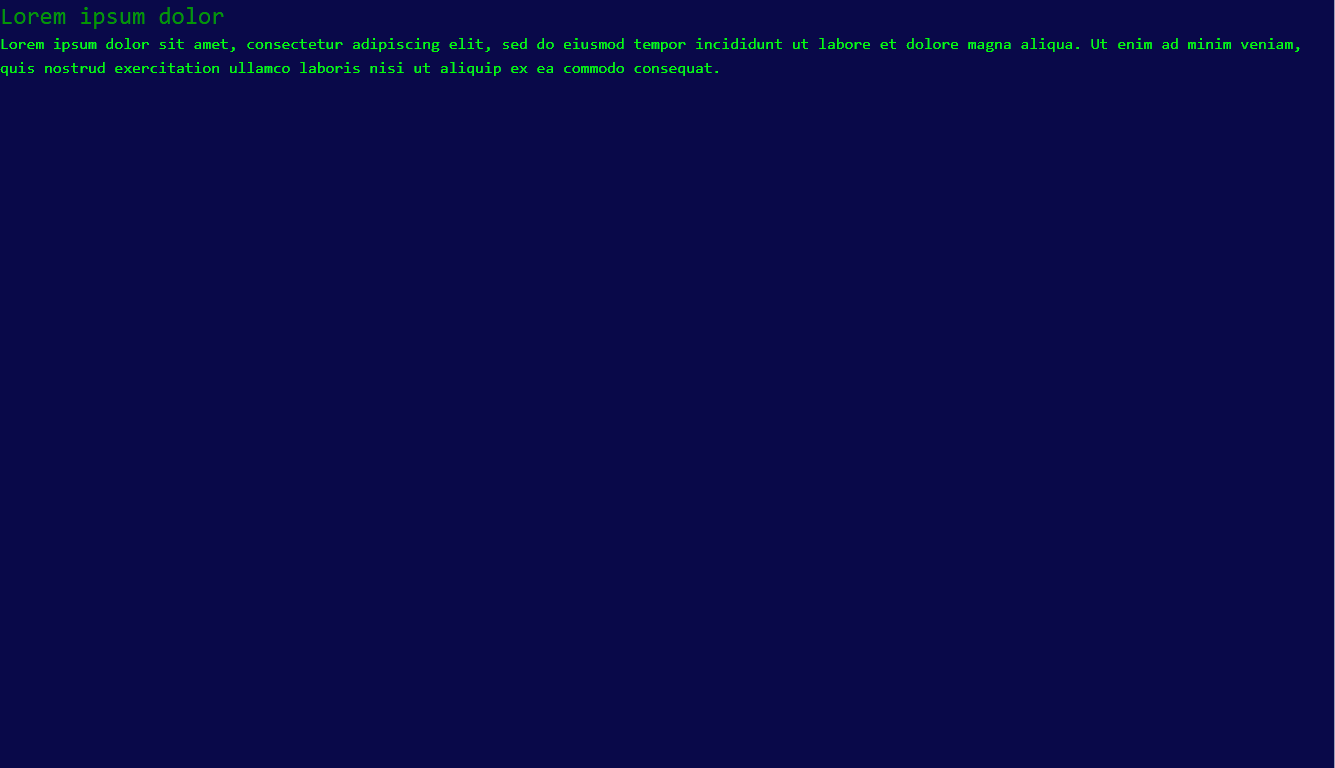 Lorem ipsum dolor
Lorem ipsum dolor sit amet, consectetur adipiscing elit, sed do eiusmod tempor incididunt ut labore et dolore magna aliqua. Ut enim ad minim veniam,
quis nostrud exercitation ullamco laboris nisi ut aliquip ex ea commodo consequat.